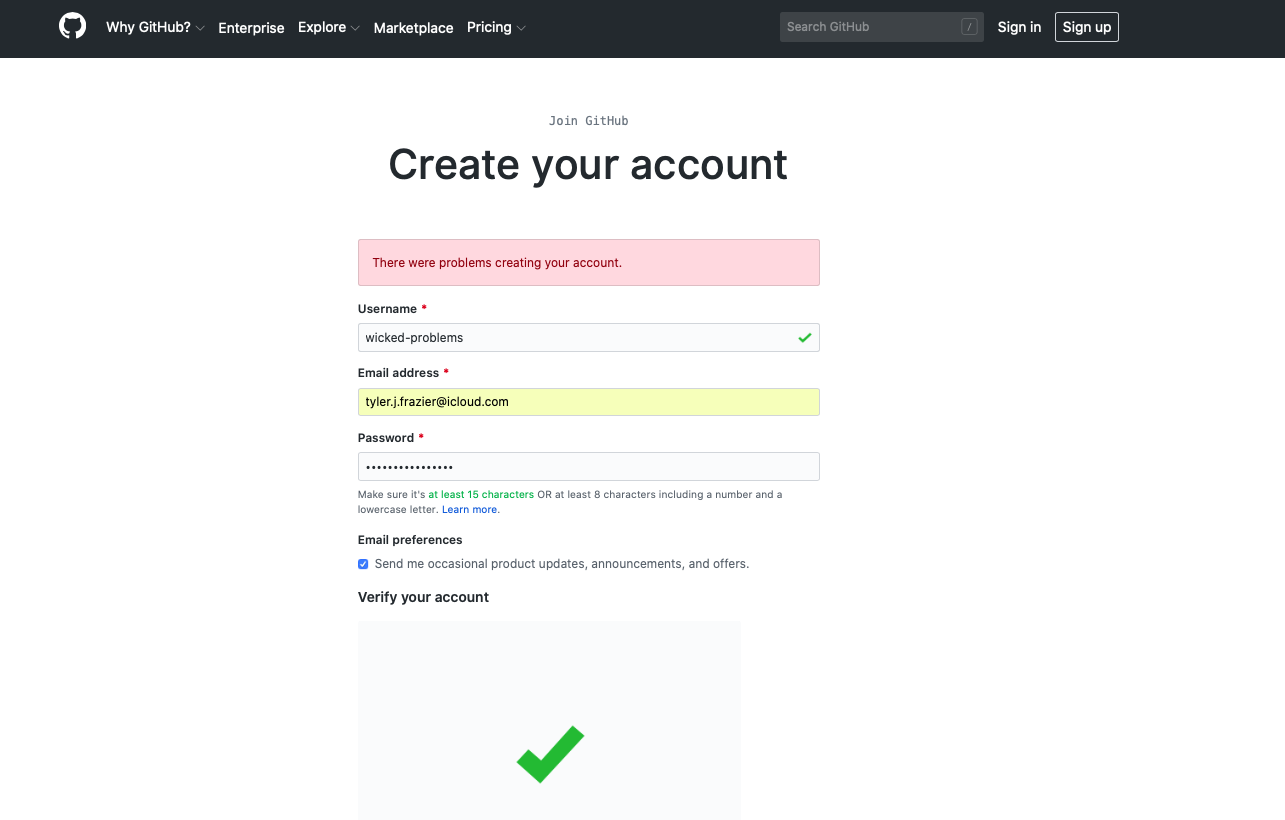 Why GitHub? Enterprise Explore Marketplace Pricing Search GitHub / Sign in Sign up
Join GitHub
Create your account
There were problems creating your account.
Username *
wicked-problems
Email address *
tyler.j.frazier@icloud.com
Password *
••••••••••••••••
Make sure it's at least 15 characters OR at least 8 characters including a number and a
lowercase letter. Learn more.
Email preferences
Send me occasional product updates, announcements, and offers.
Verify your account